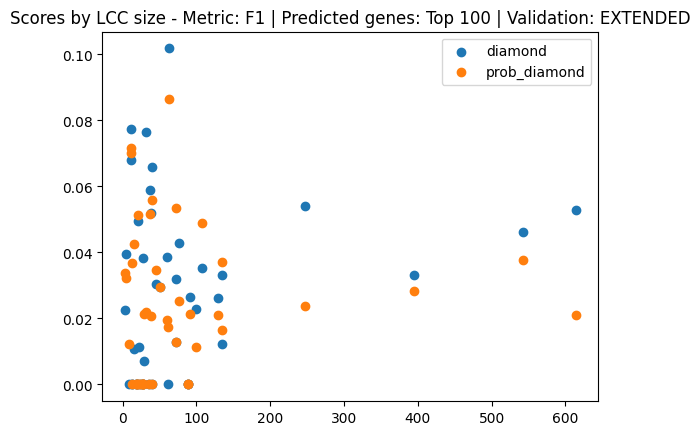 Scores by LCC size - Metric: F1 | Predicted genes: Top 100 | Validation: EXTENDED
diamond
prob_diamond
0.10
0.08
0.06
0.04
0.02
0.00
0 100 200 300 400 500 600